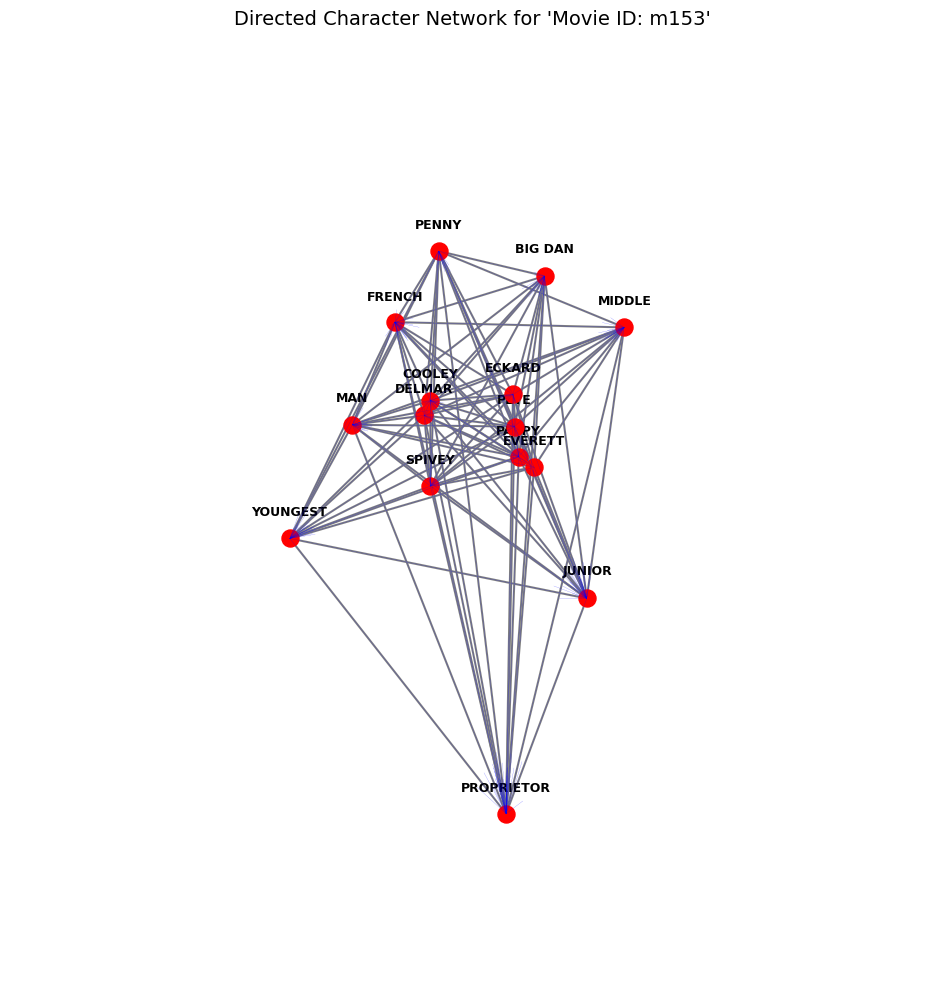 Directed Character Network for 'Movie ID: m153'
PENNY
BIG DAN
FRENCH
MIDDLE
ECKARD
COOLEY
DELMAR
MAN
PAPPY
EVERETT
SPIVEY
YOUNGEST
JUNIOR
PROPRIETOR